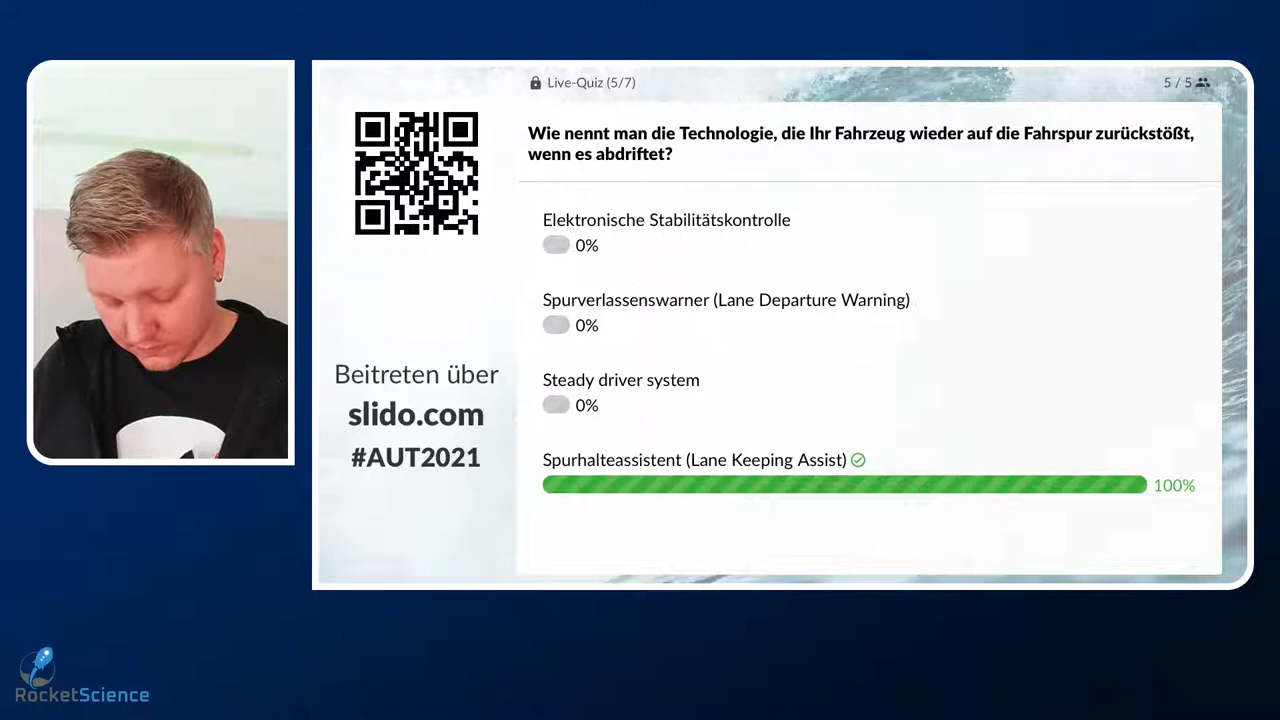 Live-Quiz (5/7)
5 / 5
Wie nennt man die Technologie, die Ihr Fahrzeug wieder auf die Fahrspur zurückstößt,
wenn es abdriftet?
Elektronische Stabilitätskontrolle
0%
Spurverlassenswarner (Lane Departure Warning)
0%
Steady driver system
0%
Spurhalteassistent (Lane Keeping Assist)
100%
Beitreten über
slido.com
#AUT2021
RocketScience